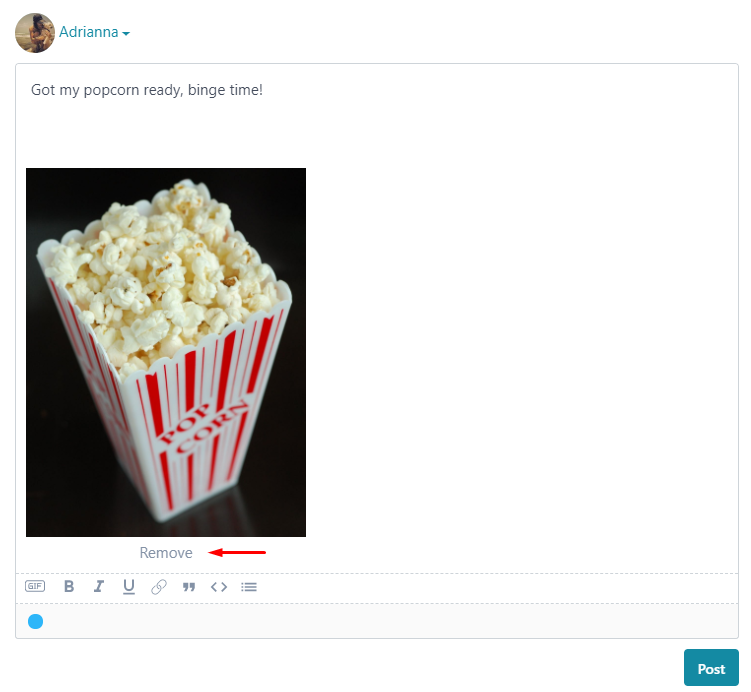 Adrianna
Got my popcorn ready, binge time!
POP
CORN
Remove
GIF
B I U
Post